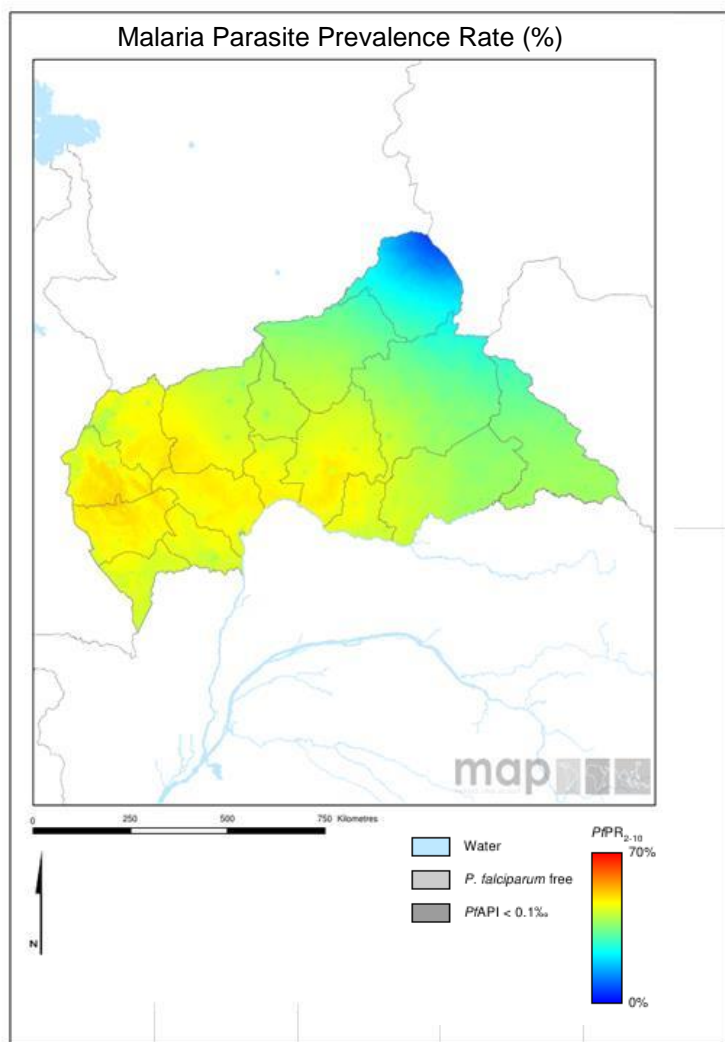 Malaria Parasite Prevalence Rate (%)
map
0 250 500 750 Kilometres
Water
P. falciparum free
PfAPI < 0.1‰
PfPR2-10
70%
0%
N